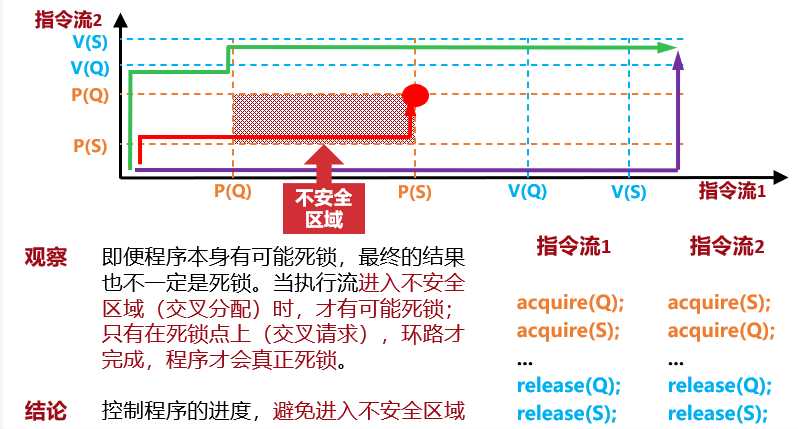 指令流2
V(S)
V(Q)
P(Q)
P(S)
P(Q)
P(S)
V(Q)
V(S)
指令流1
不安全
区域
观察
即便程序本身有可能死锁，最终的结果
也不一定是死锁。当执行流进入不安全
区域（交叉分配）时，才有可能死锁；
只有在死锁点上（交叉请求），环路才
完成，程序才会真正死锁。
结论
控制程序的进度，避免进入不安全区域
指令流1
acquire(Q);
acquire(S);
...
release(Q);
release(S);
指令流2
acquire(S);
acquire(Q);
...
release(Q);
release(S);